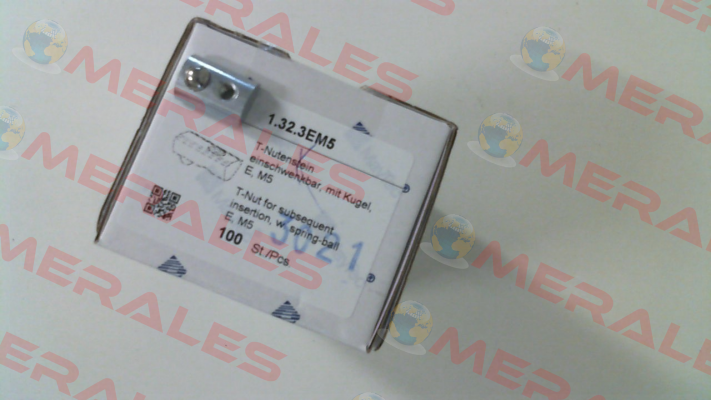 1.32.3EM5
T-Nutenstein
einschwenkbar, mit Kugel,
E, M5
T-Nut for subsequent
insertion, w. spring-ball
E, M5
100 St./Pcs
3021
MERALES
MERALES
MERALES
MERALES
MERALES
MERALES